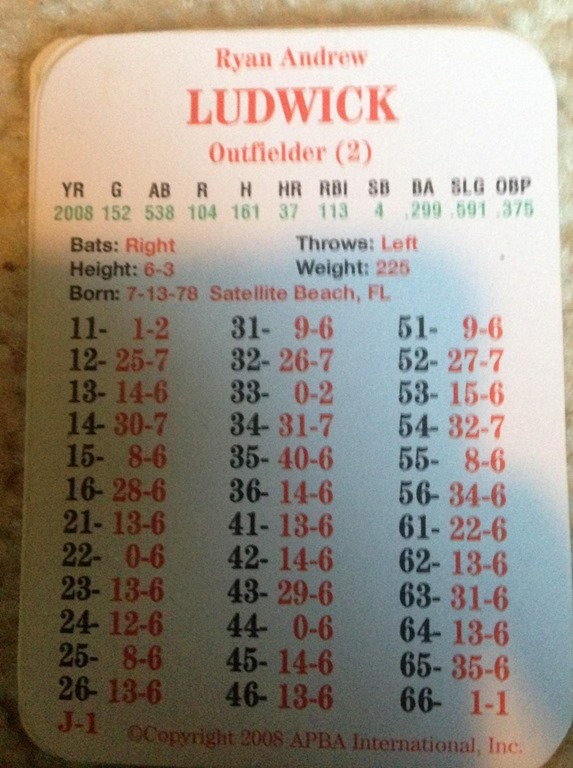 Ryan Andrew
LUDWICK
Outfielder (2)
YR G AB R H HR RBI SB BA SLG OBP
2008 152 538 104 161 37 113 4 .299 .591 .375
Bats: Right Throws: Left
Height: 6-3 Weight: 225
Born: 7-13-78 Satellite Beach, FL
11- 1-2 31- 9-6 51- 9-6
12- 25-7 32- 26-7 52- 27-7
13- 14-6 33- 0-2 53- 15-6
14- 30-7 34- 31-7 54- 32-7
15- 8-6 35- 40-6 55- 8-6
16- 28-6 36- 14-6 56- 34-6
21- 13-6 41- 13-6 61- 22-6
22- 0-6 42- 14-6 62- 13-6
23- 13-6 43- 29-6 63- 31-6
24- 12-6 44- 0-6 64- 13-6
25- 8-6 45- 14-6 65- 35-6
26- 13-6 46- 13-6 66- 1-1
J-1 ©Copyright 2008 APBA International, Inc.